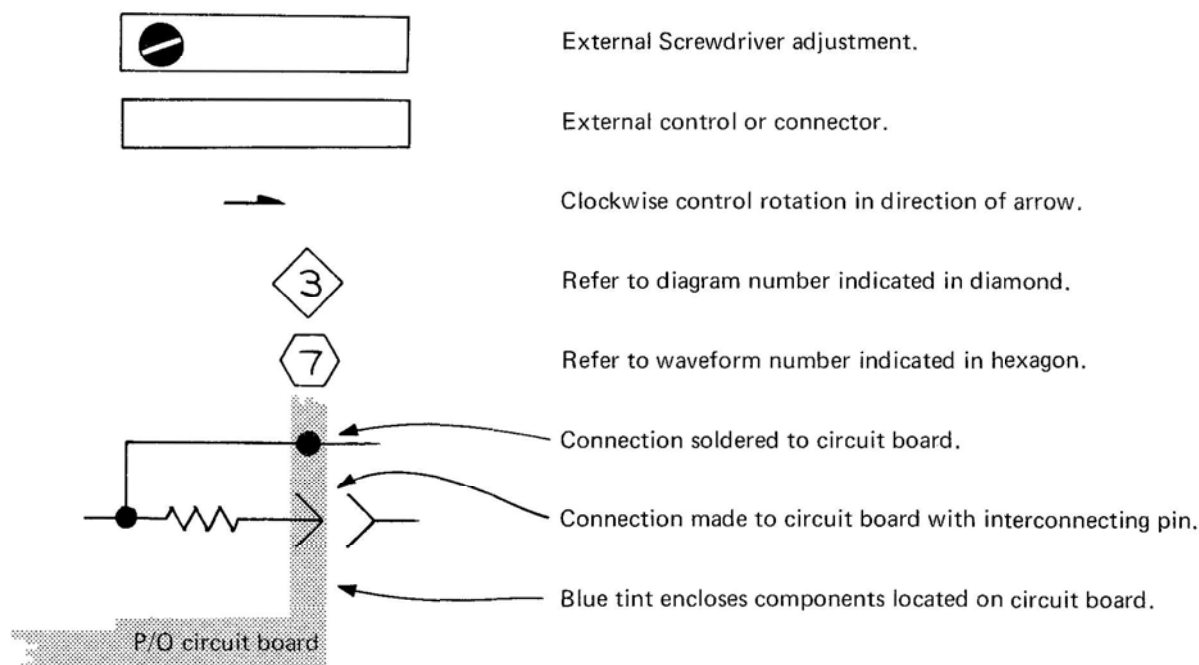 External Screwdriver adjustment.
External control or connector.
Clockwise control rotation in direction of arrow.
3
Refer to diagram number indicated in diamond.
7
Refer to waveform number indicated in hexagon.
Connection soldered to circuit board.
Connection made to circuit board with interconnecting pin.
Blue tint encloses components located on circuit board.
P/O circuit board